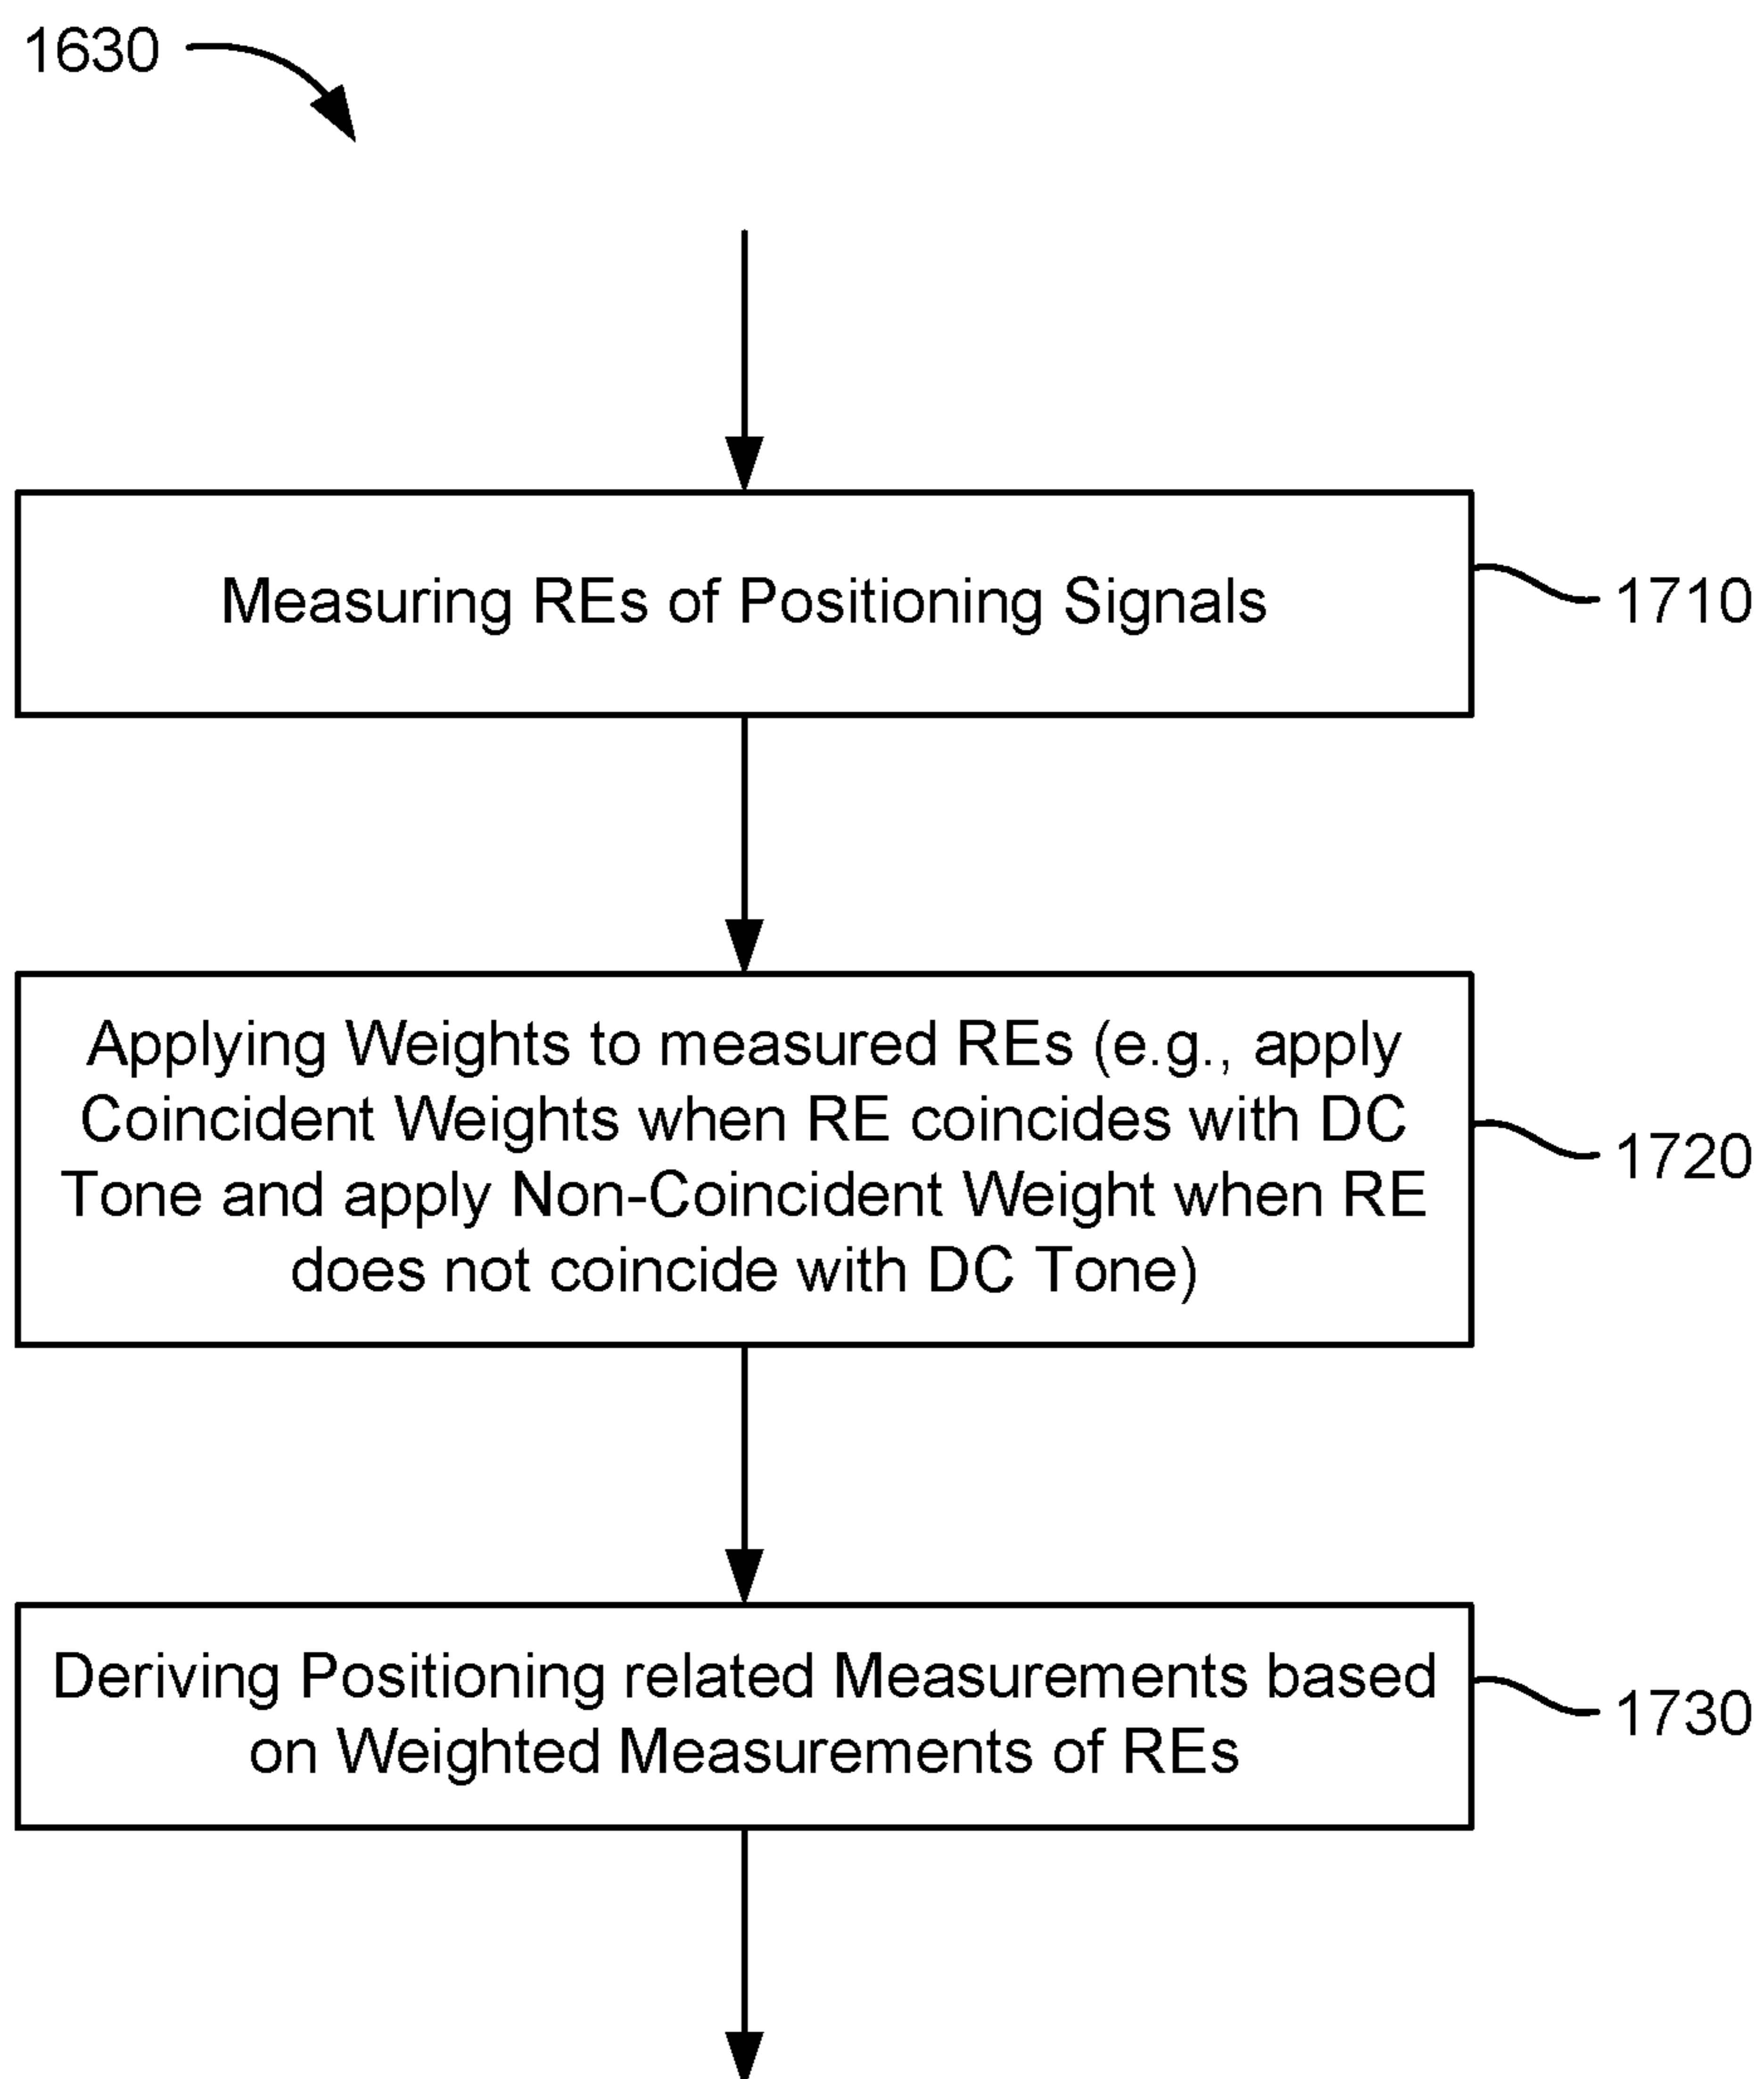 1630
Measuring REs of Positioning Signals
1710
Applying Weights to measured REs (e.g., apply
Coincident Weights when RE coincides with DC
Tone and apply Non-Coincident Weight when RE
does not coincide with DC Tone)
1720
Deriving Positioning related Measurements based
on Weighted Measurements of REs
1730